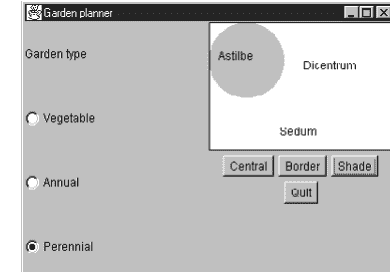 Garden planner
Garden type
Vegetable
Annual
Perennial
Astilbe
Dicentrum
Sedum
Central Border Shade
Quit